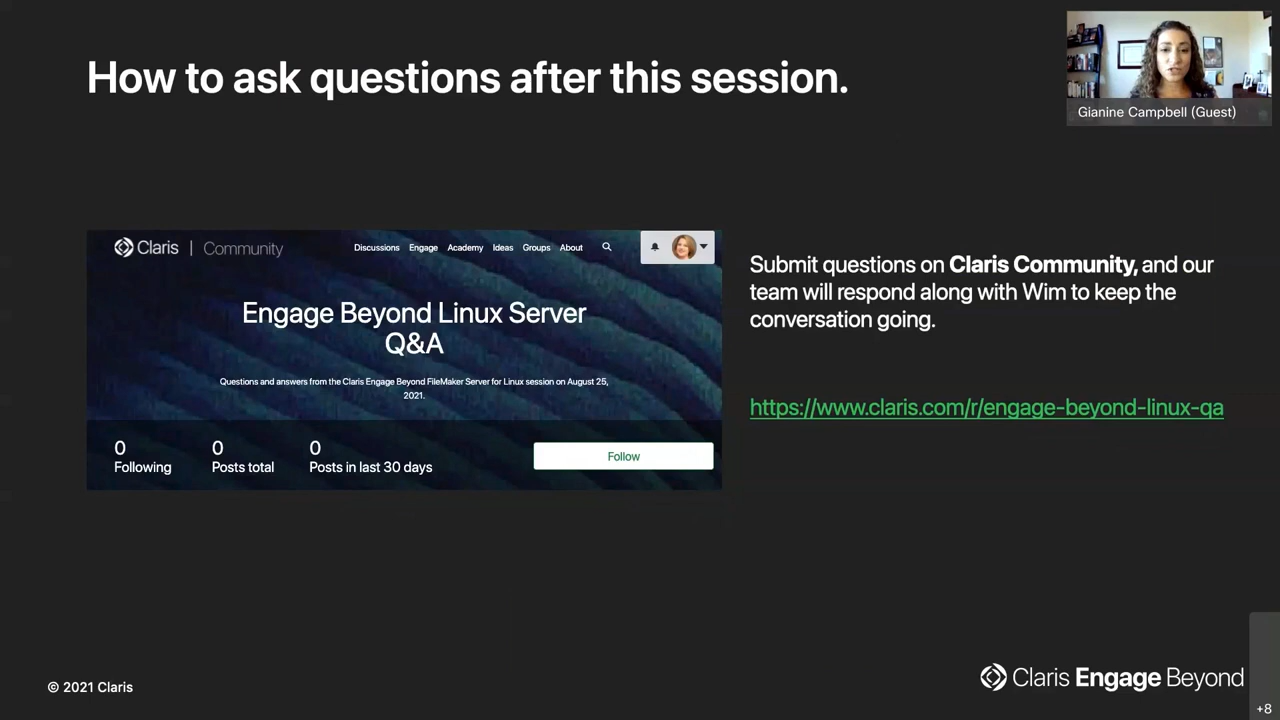 How to ask questions after this session.
Gianine Campbell (Guest)
Claris | Community
Discussions Engage Academy Ideas Groups About
Engage Beyond Linux Server
Q&A
Questions and answers from the Claris Engage Beyond FileMaker Server for Linux session on August 25,
2021.
0 0 0
Following Posts total Posts in last 30 days
Follow
Submit questions on Claris Community, and our
team will respond along with Wim to keep the
conversation going.
https://www.claris.com/r/engage-beyond-linux-qa
© 2021 Claris
Claris Engage Beyond
+8